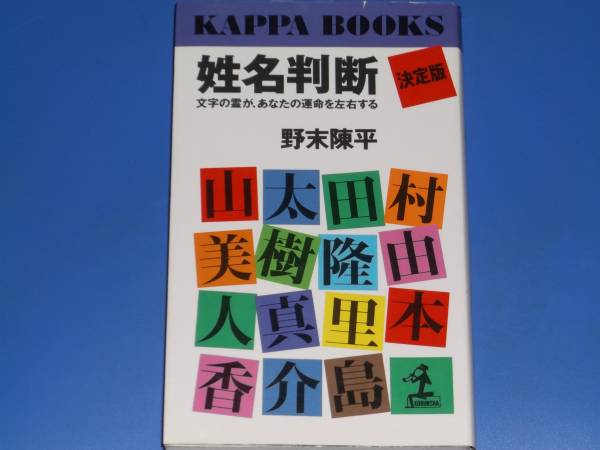 KAPPA BOOKS
姓名判断
決定版
文字の霊が、あなたの運命を左右する
野末陳平
山太田村
美樹隆由
人真里本
香介島
KOBUNSHA